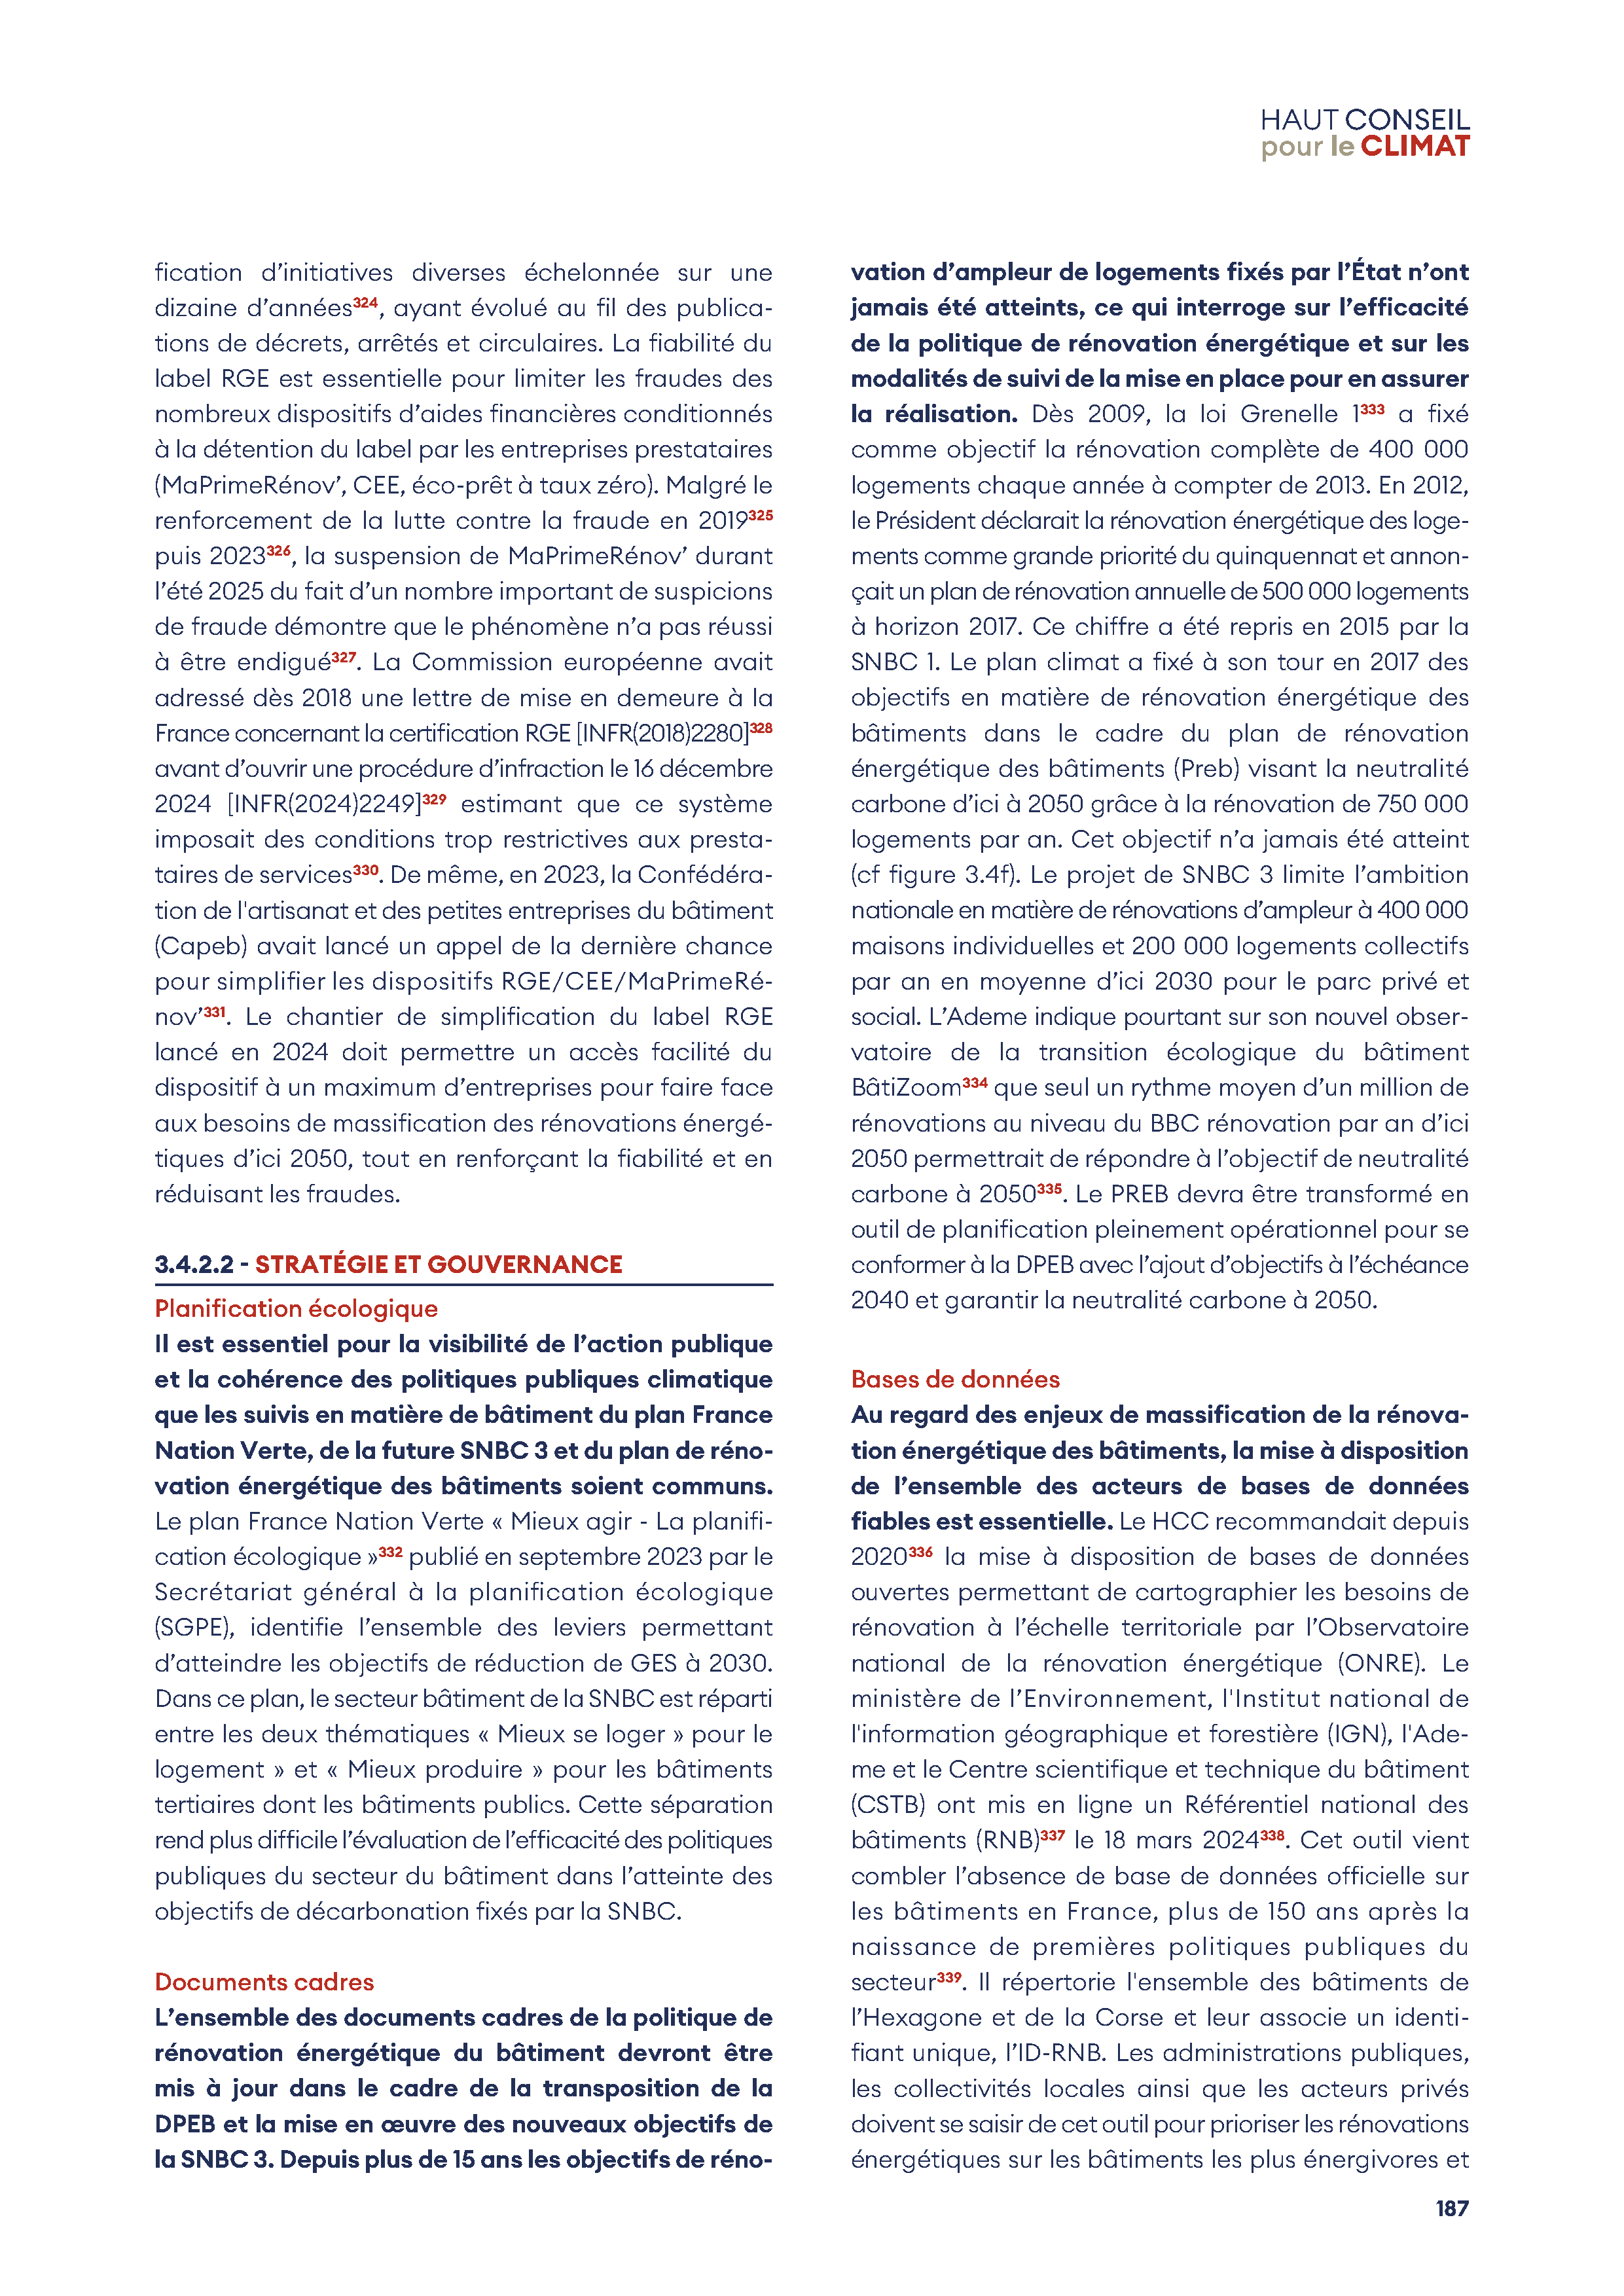 HAUT CONSEIL
pour le CLIMAT
fication d’initiatives diverses échelonnée sur une
dizaine d’années324, ayant évolué au fil des publica-
tions de décrets, arrêtés et circulaires. La fiabilité du
label RGE est essentielle pour limiter les fraudes des
nombreux dispositifs d’aides financières conditionnés
à la détention du label par les entreprises prestataires
(MaPrimeRénov’, CEE, éco-prêt à taux zéro). Malgré le
renforcement de la lutte contre la fraude en 2019325
puis 2023326, la suspension de MaPrimeRénov’ durant
l’été 2025 du fait d’un nombre important de suspicions
de fraude démontre que le phénomène n’a pas réussi
à être endigué327. La Commission européenne avait
adressé dès 2018 une lettre de mise en demeure à la
France concernant la certification RGE [INFR(2018)2280]328
avant d’ouvrir une procédure d’infraction le 16 décembre
2024 [INFR(2024)2249]329 estimant que ce système
imposait des conditions trop restrictives aux presta-
taires de services330. De même, en 2023, la Confédéra-
tion de l'artisanat et des petites entreprises du bâtiment
(Capeb) avait lancé un appel de la dernière chance
pour simplifier les dispositifs RGE/CEE/MaPrimeRé-
nov’331. Le chantier de simplification du label RGE
lancé en 2024 doit permettre un accès facilité du
dispositif à un maximum d’entreprises pour faire face
aux besoins de massification des rénovations énergé-
tiques d’ici 2050, tout en renforçant la fiabilité et en
réduisant les fraudes.
3.4.2.2 - STRATÉGIE ET GOUVERNANCE
Planification écologique
Il est essentiel pour la visibilité de l’action publique
et la cohérence des politiques publiques climatique
que les suivis en matière de bâtiment du plan France
Nation Verte, de la future SNBC 3 et du plan de réno-
vation énergétique des bâtiments soient communs.
Le plan France Nation Verte « Mieux agir - La planifi-
cation écologique »332 publié en septembre 2023 par le
Secrétariat général à la planification écologique
(SGPE), identifie l’ensemble des leviers permettant
d’atteindre les objectifs de réduction de GES à 2030.
Dans ce plan, le secteur bâtiment de la SNBC est réparti
entre les deux thématiques « Mieux se loger » pour le
logement » et « Mieux produire » pour les bâtiments
tertiaires dont les bâtiments publics. Cette séparation
rend plus difficile l’évaluation de l’efficacité des politiques
publiques du secteur du bâtiment dans l’atteinte des
objectifs de décarbonation fixés par la SNBC.
Documents cadres
L’ensemble des documents cadres de la politique de
rénovation énergétique du bâtiment devront être
mis à jour dans le cadre de la transposition de la
DPEB et la mise en œuvre des nouveaux objectifs de
la SNBC 3. Depuis plus de 15 ans les objectifs de réno-
vation d’ampleur de logements fixés par l’État n’ont
jamais été atteints, ce qui interroge sur l’efficacité
de la politique de rénovation énergétique et sur les
modalités de suivi de la mise en place pour en assurer
la réalisation. Dès 2009, la loi Grenelle 1333 a fixé
comme objectif la rénovation complète de 400 000
logements chaque année à compter de 2013. En 2012,
le Président déclarait la rénovation énergétique des loge-
ments comme grande priorité du quinquennat et annon-
çait un plan de rénovation annuelle de 500 000 logements
à horizon 2017. Ce chiffre a été repris en 2015 par la
SNBC 1. Le plan climat a fixé à son tour en 2017 des
objectifs en matière de rénovation énergétique des
bâtiments dans le cadre du plan de rénovation
énergétique des bâtiments (Preb) visant la neutralité
carbone d’ici à 2050 grâce à la rénovation de 750 000
logements par an. Cet objectif n’a jamais été atteint
(cf figure 3.4f). Le projet de SNBC 3 limite l’ambition
nationale en matière de rénovations d’ampleur à 400 000
maisons individuelles et 200 000 logements collectifs
par an en moyenne d’ici 2030 pour le parc privé et
social. L’Ademe indique pourtant sur son nouvel obser-
vatoire de la transition écologique du bâtiment
BâtiZoom334 que seul un rythme moyen d’un million de
rénovations au niveau du BBC rénovation par an d’ici
2050 permettrait de répondre à l’objectif de neutralité
carbone à 2050335. Le PREB devra être transformé en
outil de planification pleinement opérationnel pour se
conformer à la DPEB avec l’ajout d’objectifs à l’échéance
2040 et garantir la neutralité carbone à 2050.
Bases de données
Au regard des enjeux de massification de la rénova-
tion énergétique des bâtiments, la mise à disposition
de l’ensemble des acteurs de bases de données
fiables est essentielle. Le HCC recommandait depuis
2020336 la mise à disposition de bases de données
ouvertes permettant de cartographier les besoins de
rénovation à l’échelle territoriale par l’Observatoire
national de la rénovation énergétique (ONRE). Le
ministère de l’Environnement, l'Institut national de
l'information géographique et forestière (IGN), l'Ade-
me et le Centre scientifique et technique du bâtiment
(CSTB) ont mis en ligne un Référentiel national des
bâtiments (RNB)337 le 18 mars 2024338. Cet outil vient
combler l’absence de base de données officielle sur
les bâtiments en France, plus de 150 ans après la
naissance de premières politiques publiques du
secteur339. Il répertorie l'ensemble des bâtiments de
l’Hexagone et de la Corse et leur associe un identi-
fiant unique, l’ID-RNB. Les administrations publiques,
les collectivités locales ainsi que les acteurs privés
doivent se saisir de cet outil pour prioriser les rénovations
énergétiques sur les bâtiments les plus énergivores et
187